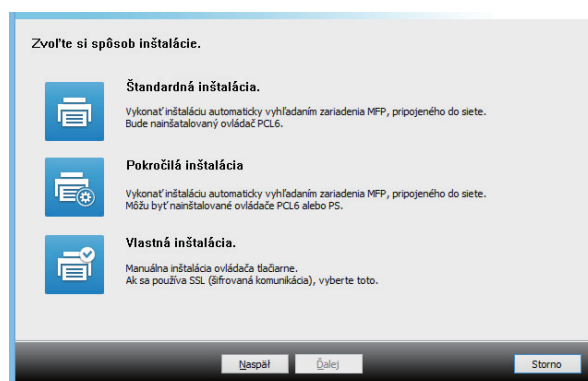 Zvoľte si spôsob inštalácie.
Štandardná inštalácia.
Vykonať inštaláciu automaticky vyhľadaním zariadenia MFP, pripojeného do siete.
Bude nainšatalovaný ovládač PCL6.
Pokročilá inštalácia
Vykonať inštaláciu automaticky vyhľadaním zariadenia MFP, pripojeného do siete.
Môžu byť nainštalované ovládače PCL6 alebo PS.
Vlastná inštalácia.
Manuálna inštalácia ovládača tlačiarne.
Ak sa používa SSL (šifrovaná komunikácia), vyberte toto.
Naspäť Ďalej Storno